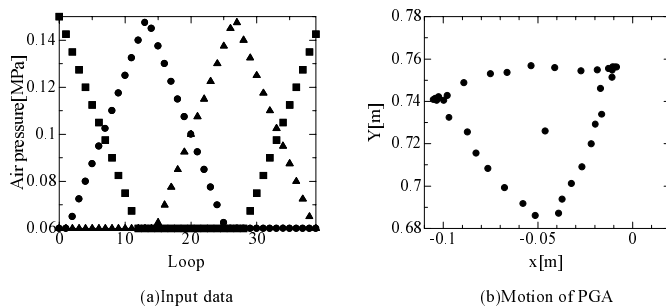 0.14
0.12
0.1
0.08
0.06
Air pressure[MPa]
0 10 20 30
Loop
(a)Input data
0.78
0.76
0.74
0.72
0.7
0.68
Y[m]
-0.1 -0.05 0
x[m]
(b)Motion of PGA